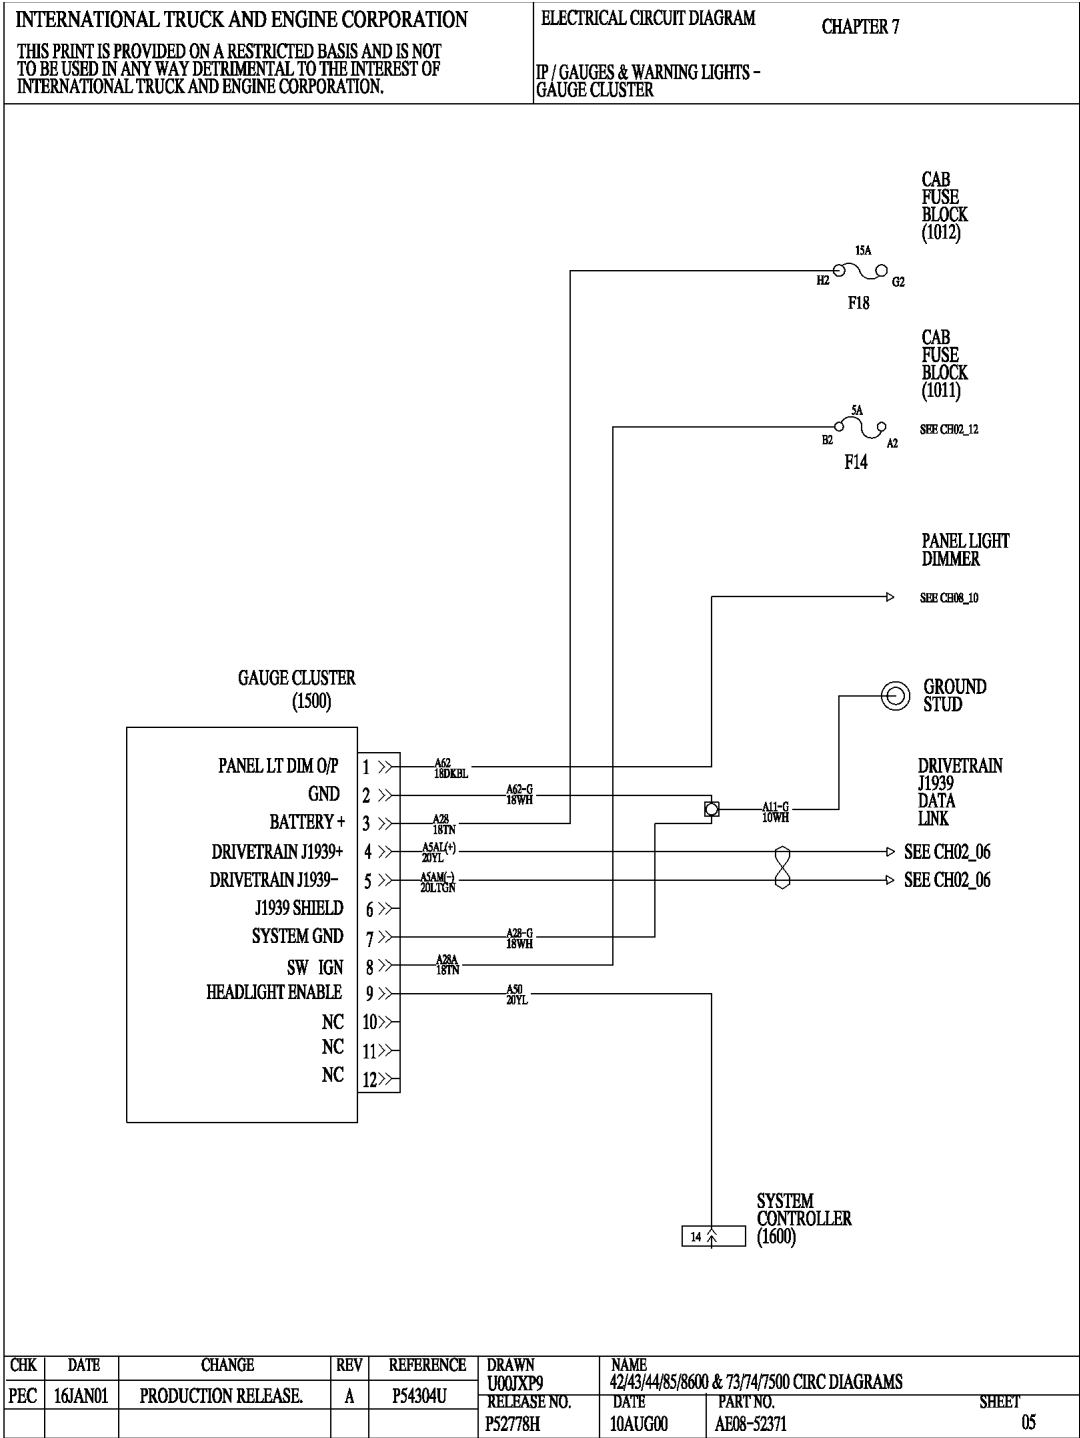 INTERNATIONAL TRUCK AND ENGINE CORPORATION
THIS PRINT IS PROVIDED ON A RESTRICTED BASIS AND IS NOT
TO BE USED IN ANY WAY DETRIMENTAL TO THE INTEREST OF
INTERNATIONAL TRUCK AND ENGINE CORPORATION.
ELECTRICAL CIRCUIT DIAGRAM
CHAPTER 7
IP / GAUGES & WARNING LIGHTS –
GAUGE CLUSTER
CAB
FUSE
BLOCK
(1012)
15A
H2
G2
F18
CAB
FUSE
BLOCK
(1011)
5A
SEE CH02_12
B2
A2
F14
PANEL LIGHT
DIMMER
SEE CH08_10
GAUGE CLUSTER
(1500)
GROUND
STUD
DRIVETRAIN
J1939
DATA
LINK
PANEL LT DIM O/P 1
A62
18DKBL
GND 2
A62-G
18WH
A11-G
10WH
BATTERY + 3
A28
18TN
DRIVETRAIN J1939+ 4
A5AL(+)
20YL
SEE CH02_06
DRIVETRAIN J1939– 5
A5AM(–)
20LTGN
SEE CH02_06
J1939 SHIELD 6
SYSTEM GND 7
A28-G
18WH
SW IGN 8
A28A
18TN
HEADLIGHT ENABLE 9
A50
20YL
NC 10
NC 11
NC 12
SYSTEM
CONTROLLER
(1600)
14
CHK DATE CHANGE REV REFERENCE
PEC 16JAN01 PRODUCTION RELEASE. A P54304U
DRAWN
U00JXP9
NAME
42/43/44/85/8600 & 73/74/7500 CIRC DIAGRAMS
RELEASE NO.
P52778H
DATE
10AUG00
PART NO.
AE08-52371
SHEET
05